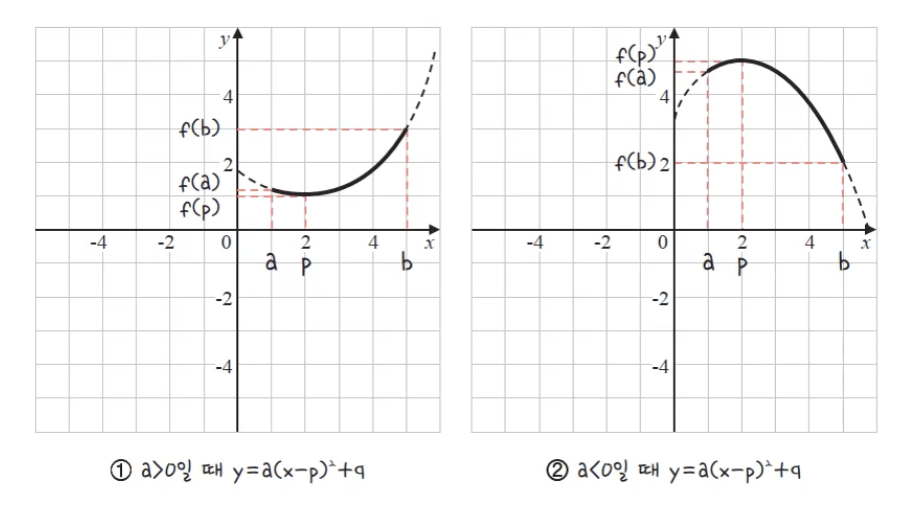 y
4
f(b)
2
f(a)
f(p)
-4 -2 0 2 4 x
a p b
-2
-4
① a>0일 때 y=a(x-p)²+q
f(p) y
f(a)
4
f(b) 2
-4 -2 0 2 4 x
a p b
-2
-4
② a<0일 때 y=a(x-p)²+q